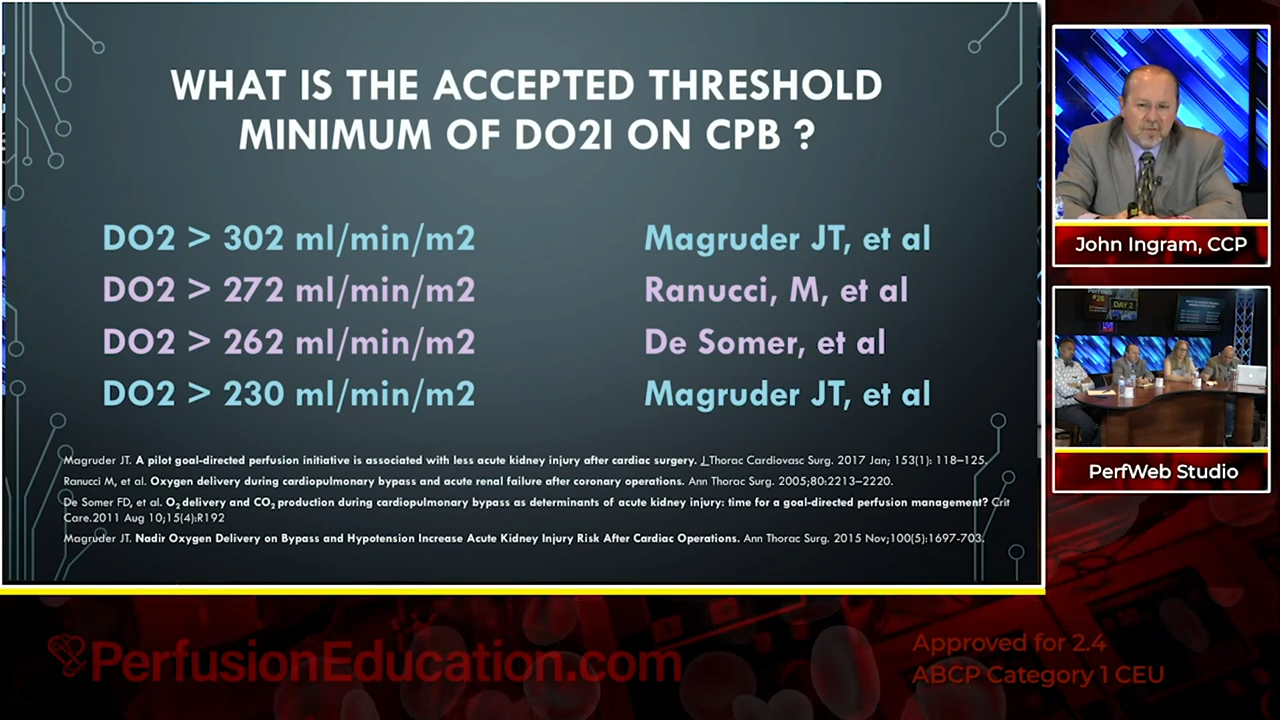 WHAT IS THE ACCEPTED THRESHOLD
MINIMUM OF DO2I ON CPB ?
DO2 > 302 ml/min/m2 Magruder JT, et al
DO2 > 272 ml/min/m2 Ranucci, M, et al
DO2 > 262 ml/min/m2 De Somer, et al
DO2 > 230 ml/min/m2 Magruder JT, et al
Magruder JT. A pilot goal-directed perfusion initiative is associated with less acute kidney injury after cardiac surgery. J Thorac Cardiovasc Surg. 2017 Jan; 153(1): 118–125.
Ranucci M, et al. Oxygen delivery during cardiopulmonary bypass and acute renal failure after coronary operations. Ann Thorac Surg. 2005;80:2213–2220.
De Somer FD, et al. O2 delivery and CO2 production during cardiopulmonary bypass as determinants of acute kidney injury: time for a goal-directed perfusion management? Crit
Care.2011 Aug 10;15(4):R192
Magruder JT. Nadir Oxygen Delivery on Bypass and Hypotension Increase Acute Kidney Injury Risk After Cardiac Operations. Ann Thorac Surg. 2015 Nov;100(5):1697-703.
John Ingram, CCP
#26
DAY 2
PerfWeb Studio
PerfusionEducation.com
Approved for 2.4
ABCP Category 1 CEU